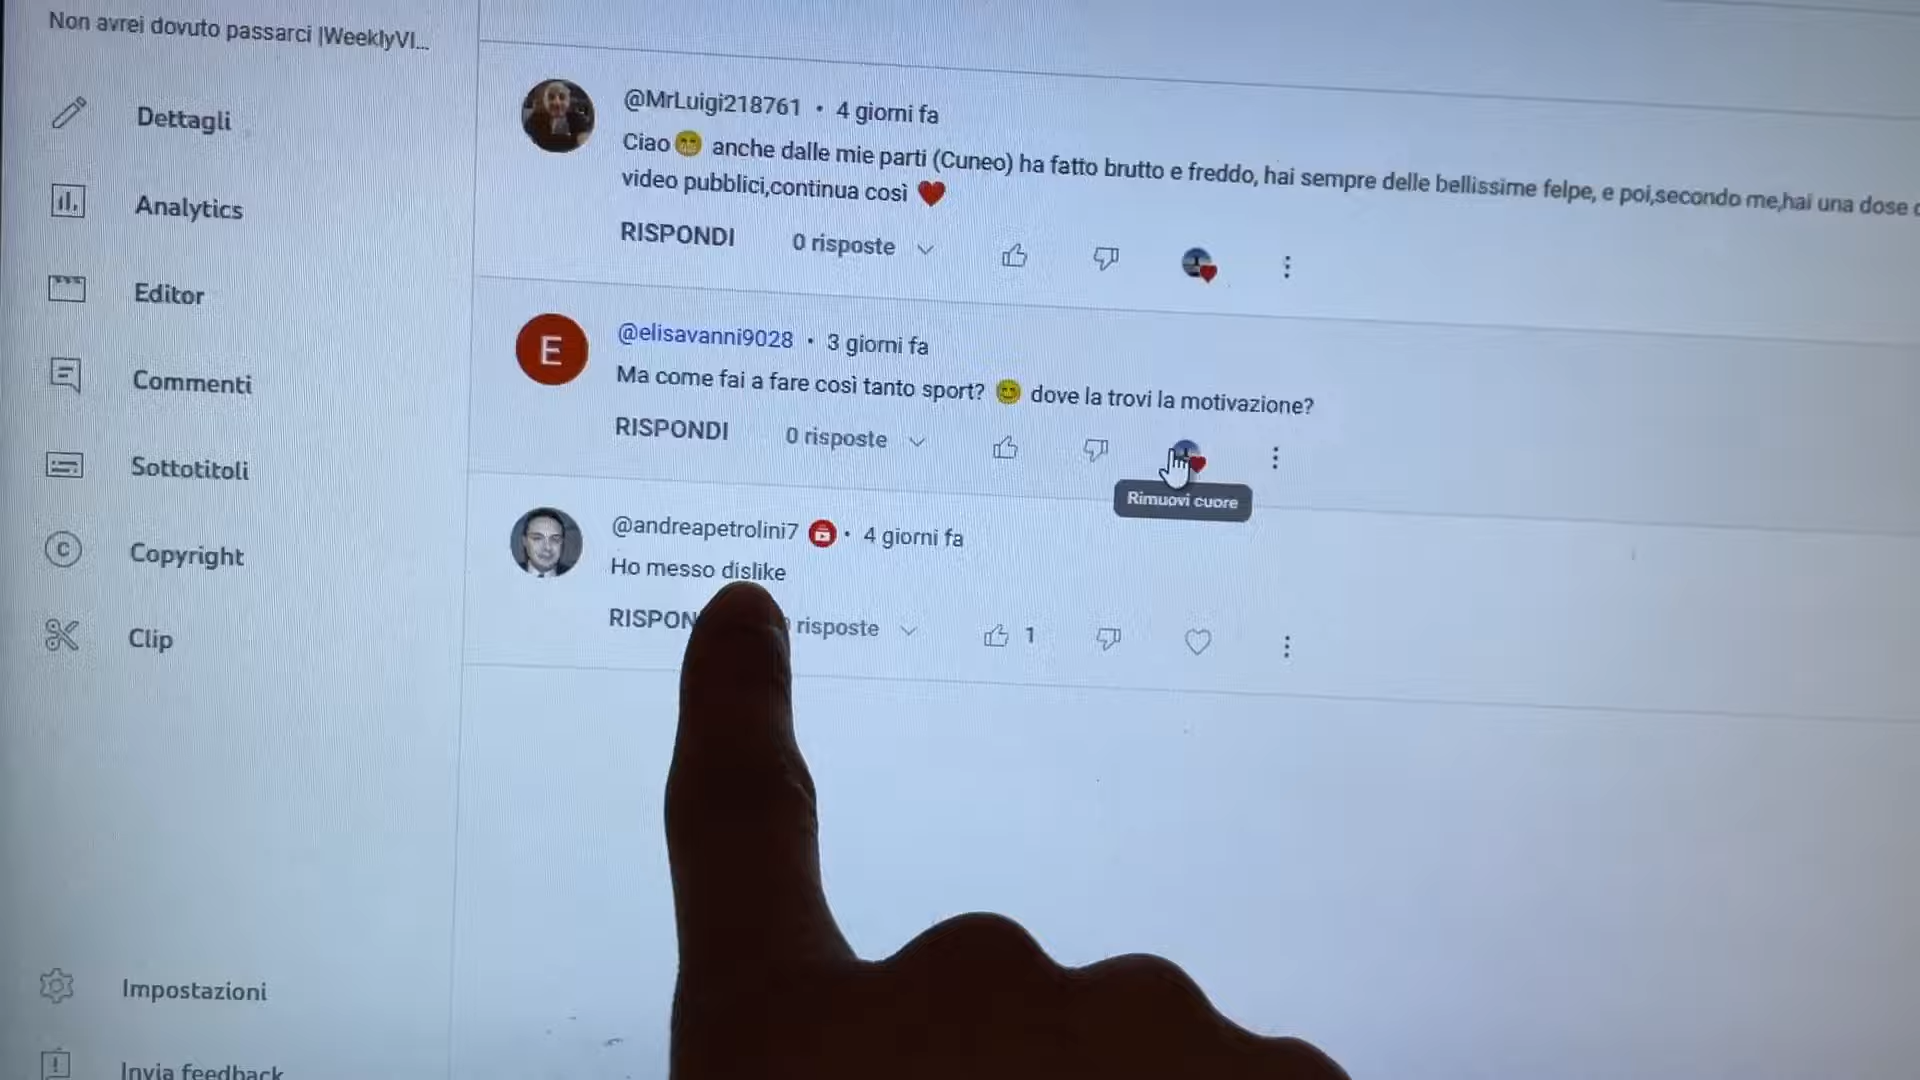 Non avrei dovuto passarci |WeeklyVl...
Dettagli
Analytics
Editor
Commenti
Sottotitoli
Copyright
Clip
Impostazioni
Invia feedback
@MrLuigi218761 • 4 giorni fa
Ciao😁 anche dalle mie parti (Cuneo) ha fatto brutto e freddo, hai sempre delle bellissime felpe, e poi,secondo me,hai una dose
video pubblici,continua così ❤️
RISPONDI 0 risposte
@elisavanni9028 • 3 giorni fa
E
Ma come fai a fare così tanto sport? 😊 dove la trovi la motivazione?
RISPONDI 0 risposte
Rimuovi cuore
@andreapetrolini7 • 4 giorni fa
Ho messo dislike
RISPON risposte 1